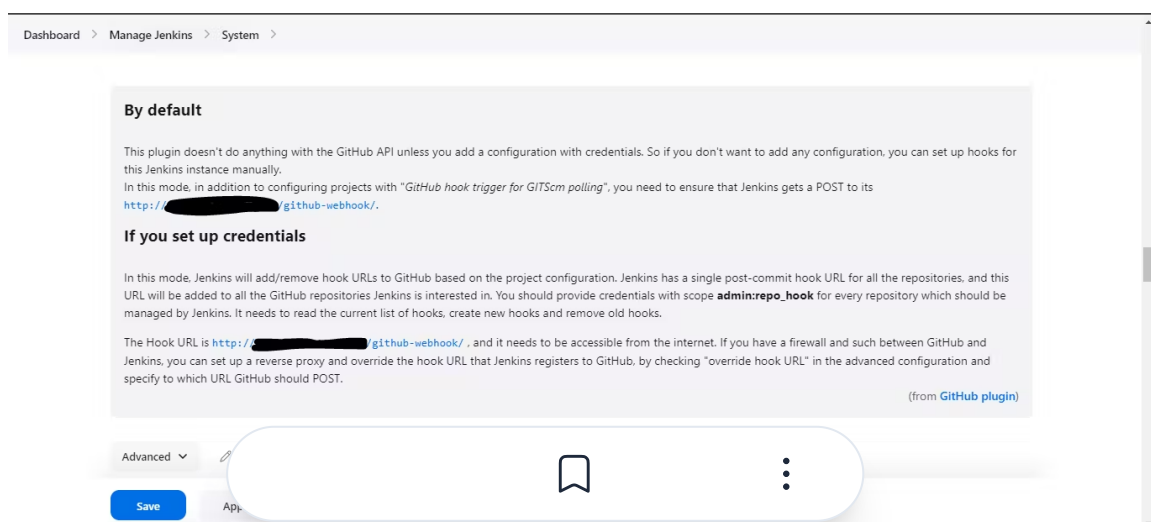 Dashboard > Manage Jenkins > System >
By default
This plugin doesn't do anything with the GitHub API unless you add a configuration with credentials. So if you don't want to add any configuration, you can set up hooks for
this Jenkins instance manually.
In this mode, in addition to configuring projects with "GitHub hook trigger for GITScm polling", you need to ensure that Jenkins gets a POST to its
http:// /github-webhook/.
If you set up credentials
In this mode, Jenkins will add/remove hook URLs to GitHub based on the project configuration. Jenkins has a single post-commit hook URL for all the repositories, and this
URL will be added to all the GitHub repositories Jenkins is interested in. You should provide credentials with scope admin:repo_hook for every repository which should be
managed by Jenkins. It needs to read the current list of hooks, create new hooks and remove old hooks.
The Hook URL is http:// /github-webhook/ , and it needs to be accessible from the internet. If you have a firewall and such between GitHub and
Jenkins, you can set up a reverse proxy and override the hook URL that Jenkins registers to GitHub, by checking "override hook URL" in the advanced configuration and
specify to which URL GitHub should POST.
(from GitHub plugin)
Advanced
Save